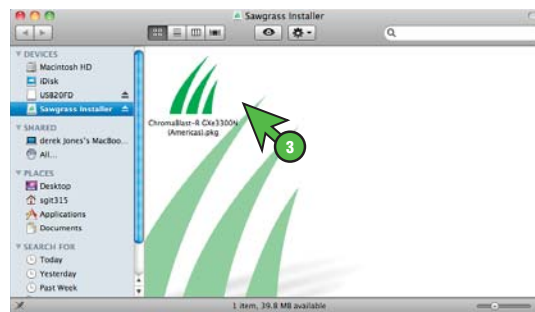 Sawgrass Installer
DEVICES
Macintosh HD
iDisk
USB20FD
Sawgrass Installer
SHARED
derek jones's MacBoo...
All...
PLACES
Desktop
sgit315
Applications
Documents
SEARCH FOR
Today
Yesterday
Past Week
ChromaBlast-R GXe3300N
(Americas).pkg
3
1 item, 39.8 MB available